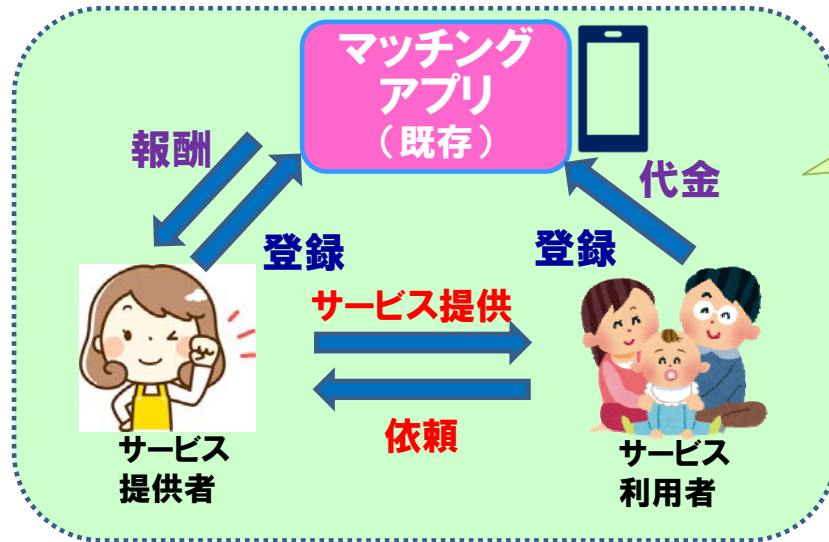 マッチング
アプリ
（既存）
報酬
代金
登録
登録
サービス提供
依頼
サービス
提供者
サービス
利用者